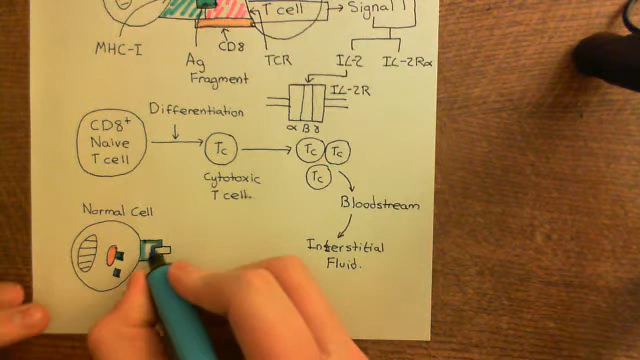 T cell
Signal 1
MHC-I
CD8
Ag
Fragment
TCR
IL-2
IL-2Rα
IL-2R
α β γ
Differentiation
CD8+
Naive
T cell
Tc
Tc
Tc
Tc
Cytotoxic
T cell.
Bloodstream
Normal Cell
Interstitial
Fluid.